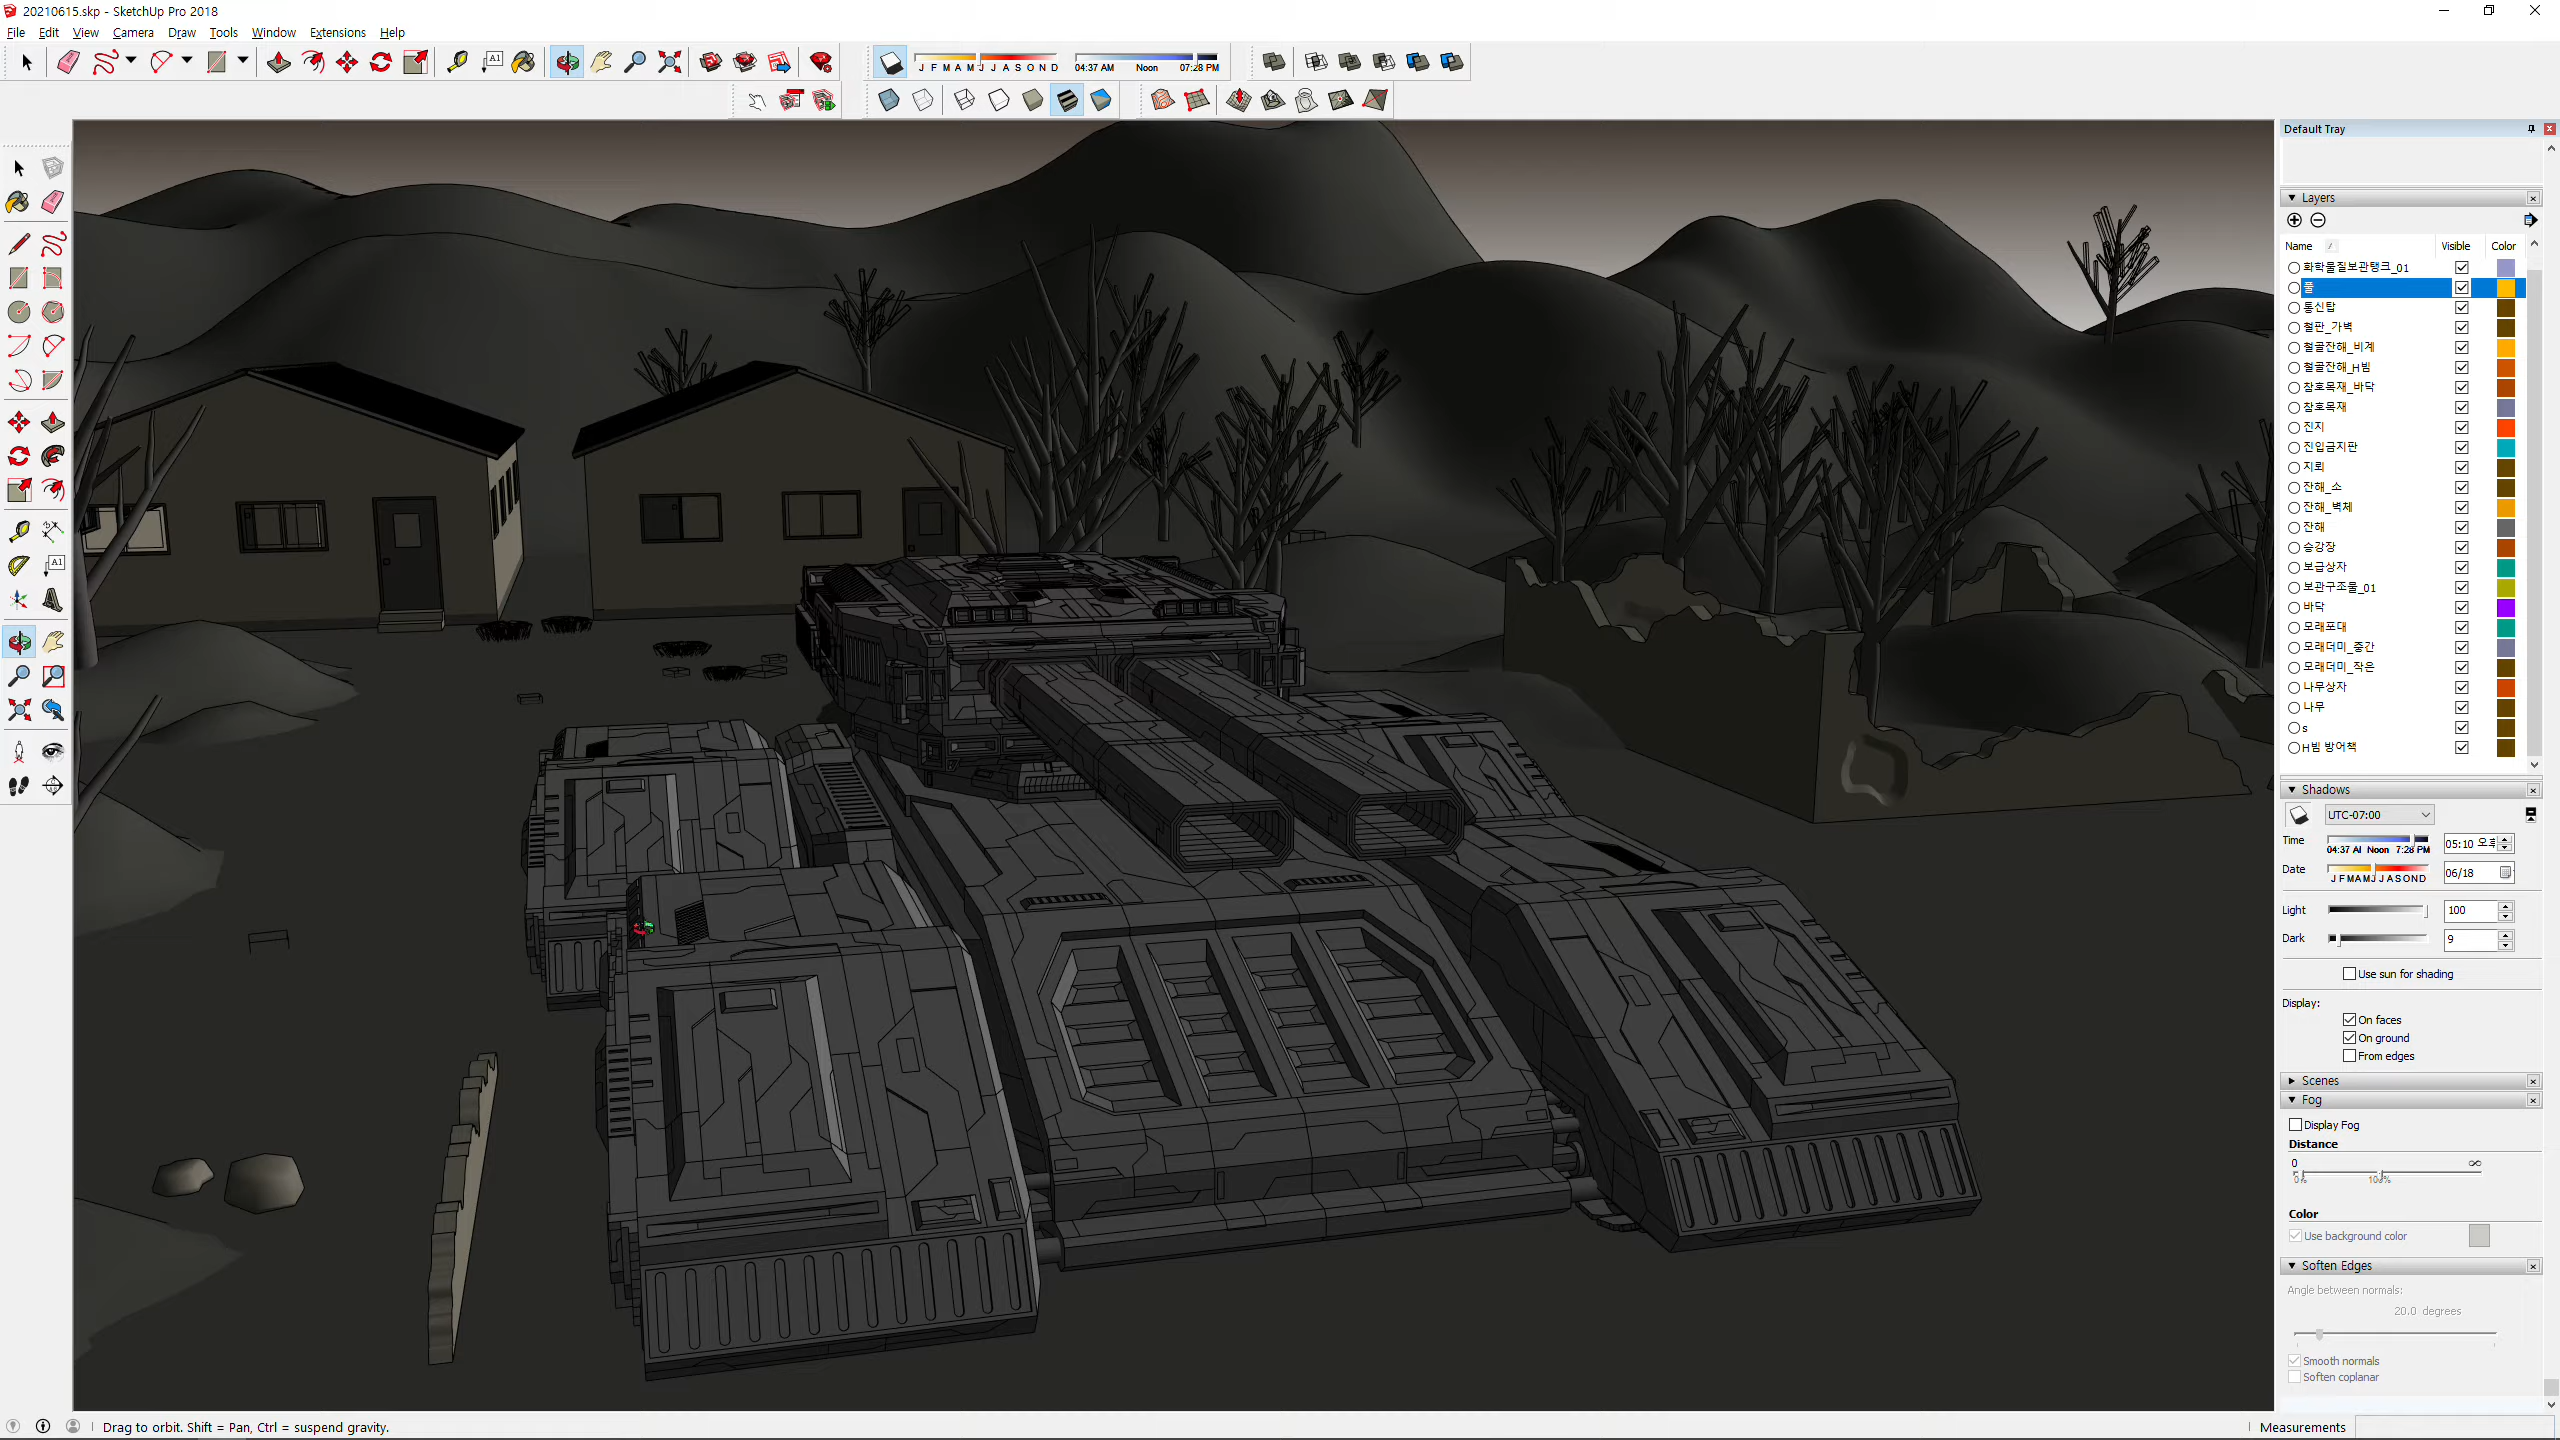 20210615.skp - SketchUp Pro 2018
File Edit View Camera Draw Tools Window Extensions Help
A1
J F M A M J J A S O N D
04:37 AM Noon 07:28 PM
Default Tray
Layers
Name Visible Color
화학물질보관탱크_01
풀
통신탑
철판_가벽
철골잔해_비계
철골잔해_H빔
참호목재_바닥
참호목재
진지
진입금지판
지뢰
잔해_소
잔해_벽체
잔해
승강장
보급상자
보관구조물_01
바닥
모래포대
모래더미_중간
모래더미_작은
나무상자
나무
s
H빔 방어책
A1
Shadows
UTC-07:00
Time 05:10
04:37 AI Noon 7:28 PM
Date 06/18
J F M A M J J A S O N D
Light 100
Dark 9
Use sun for shading
Display:
On faces
On ground
From edges
Scenes
Fog
Display Fog
Distance
0 ∞
0% 100%
Color
Use background color
Soften Edges
Angle between normals:
20.0 degrees
Smooth normals
Soften coplanar
Drag to orbit. Shift = Pan, Ctrl = suspend gravity.
Measurements